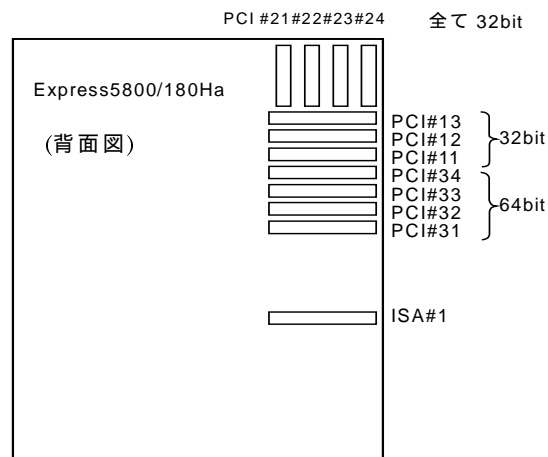 PCI #21#22#23#24 全て 32bit
Express5800/180Ha
(背面図)
PCI#13
PCI#12
PCI#11
32bit
PCI#34
PCI#33
PCI#32
PCI#31
64bit
ISA#1